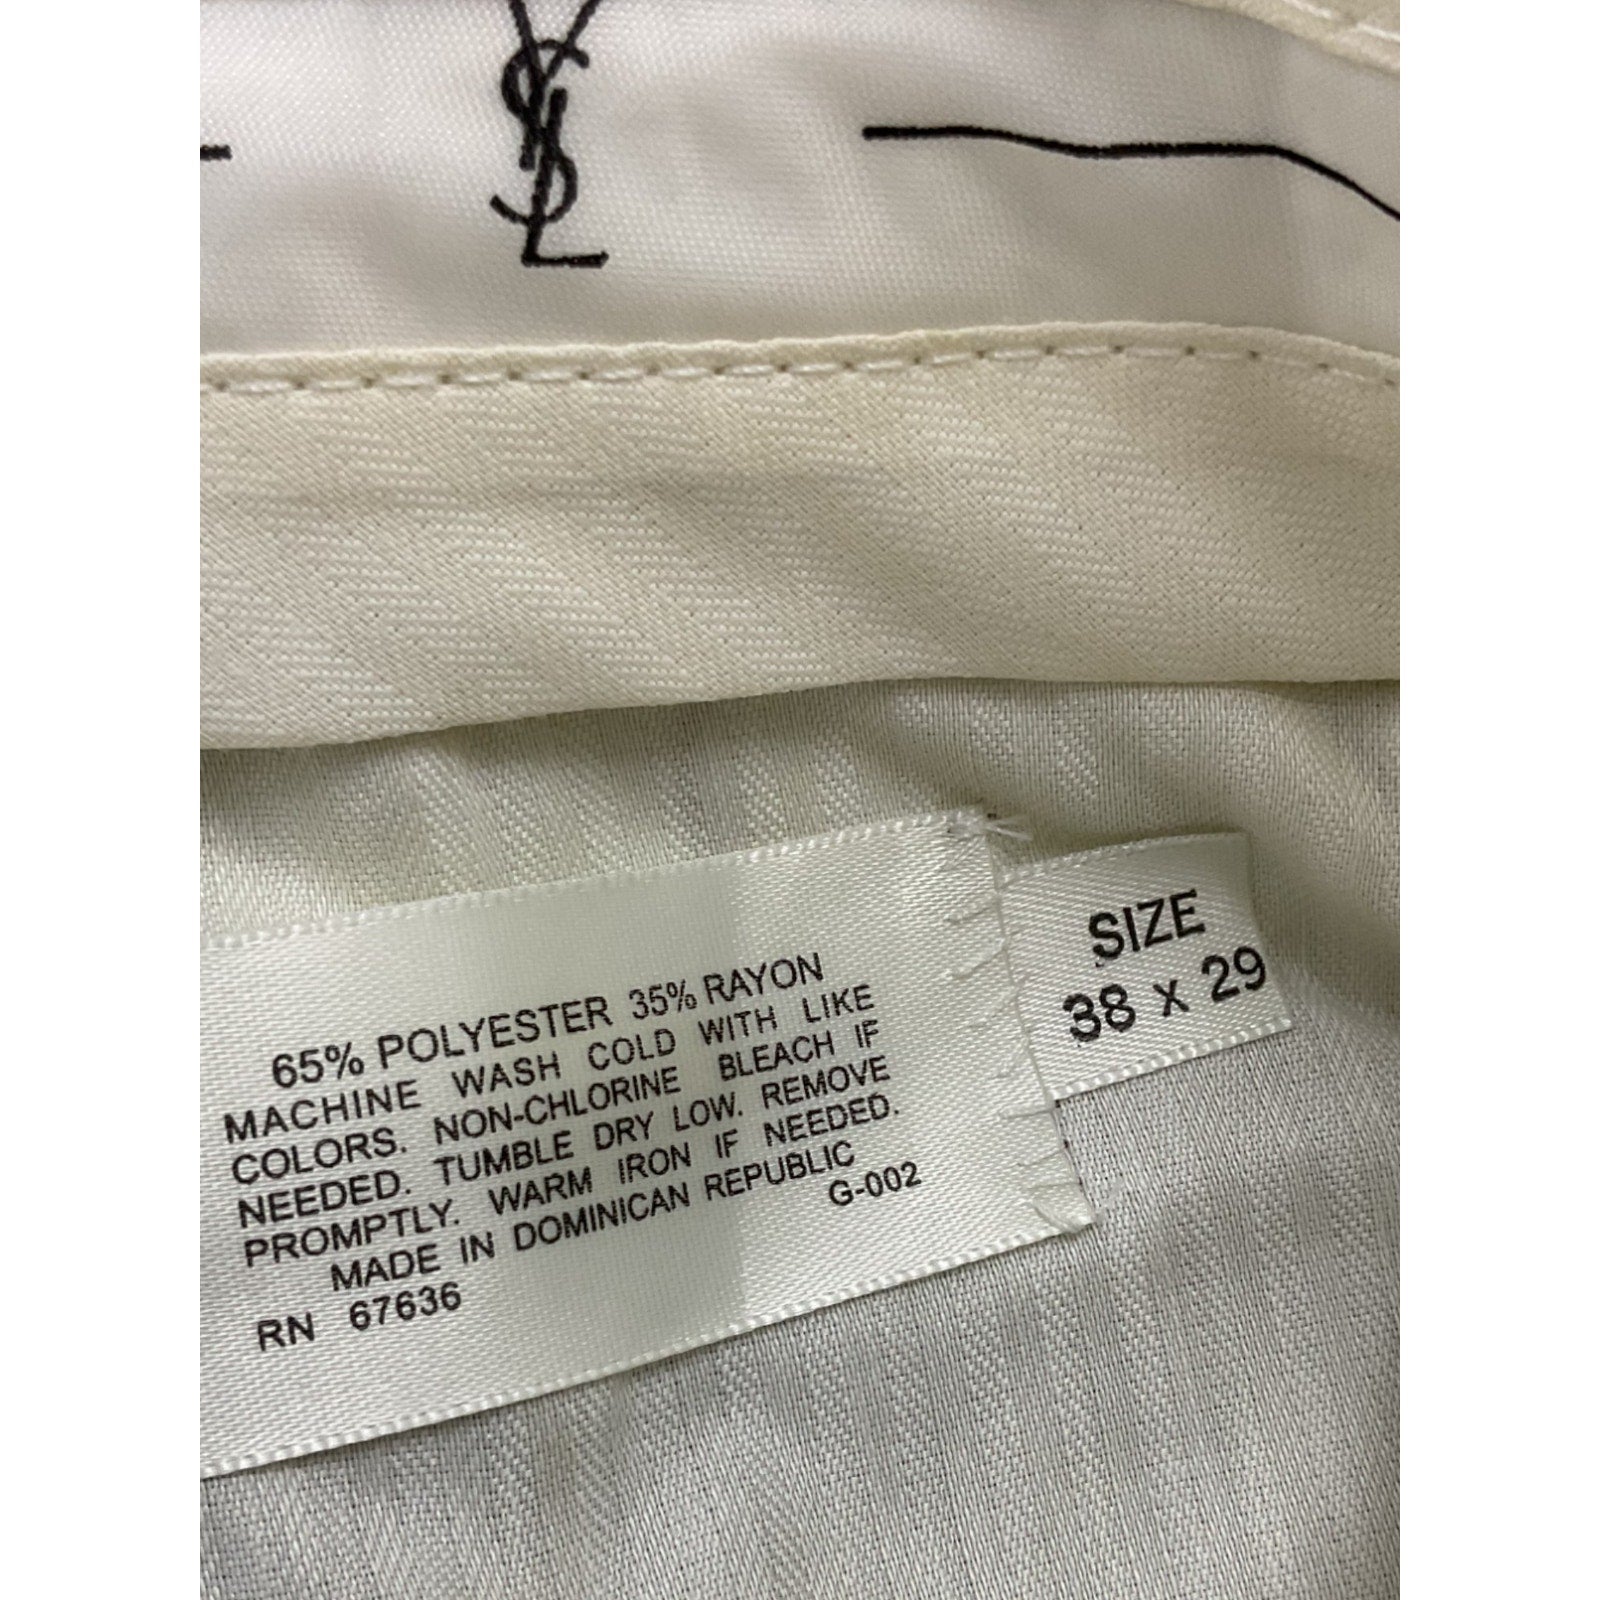 YSL
65% POLYESTER 35% RAYON
MACHINE WASH COLD WITH LIKE
COLORS. NON-CHLORINE BLEACH IF
NEEDED. TUMBLE DRY LOW. REMOVE
PROMPTLY. WARM IRON IF NEEDED.
MADE IN DOMINICAN REPUBLIC
G-002
RN 67636
SIZE
38 x 29